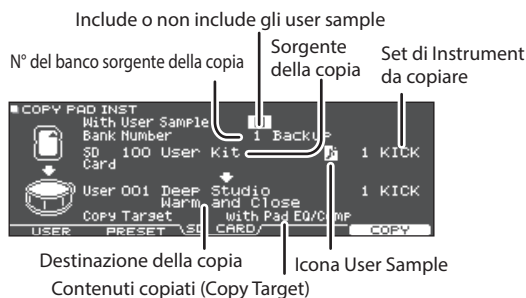 Include o non include gli user sample
N° del banco sorgente della copia
Sorgente
della copia
Set di Instrument
da copiare
COPY PAD INST
With User Sample
Bank Number 1 Backup
SD Card 100 User Kit 1 KICK
User 001 Deep Studio 1 KICK
Warm and Close
Copy Target with Pad EQ/Comp
USER PRESET SD CARD COPY
Destinazione della copia
Icona User Sample
Contenuti copiati (Copy Target)